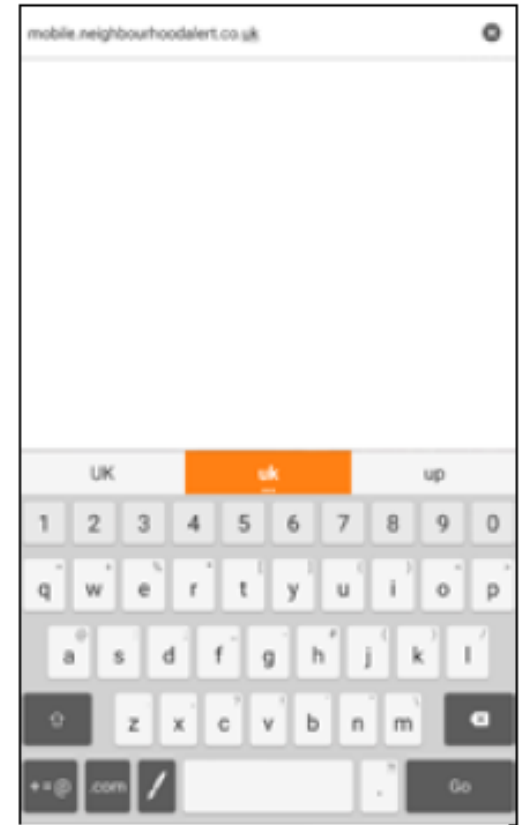 mobile.neighbourhoodalert.co.uk
UK uk up
1 2 3 4 5 6 7 8 9 0
q w e r t y u i o p
a s d f g h j k l
z x c v b n m
+=@ .com . Go